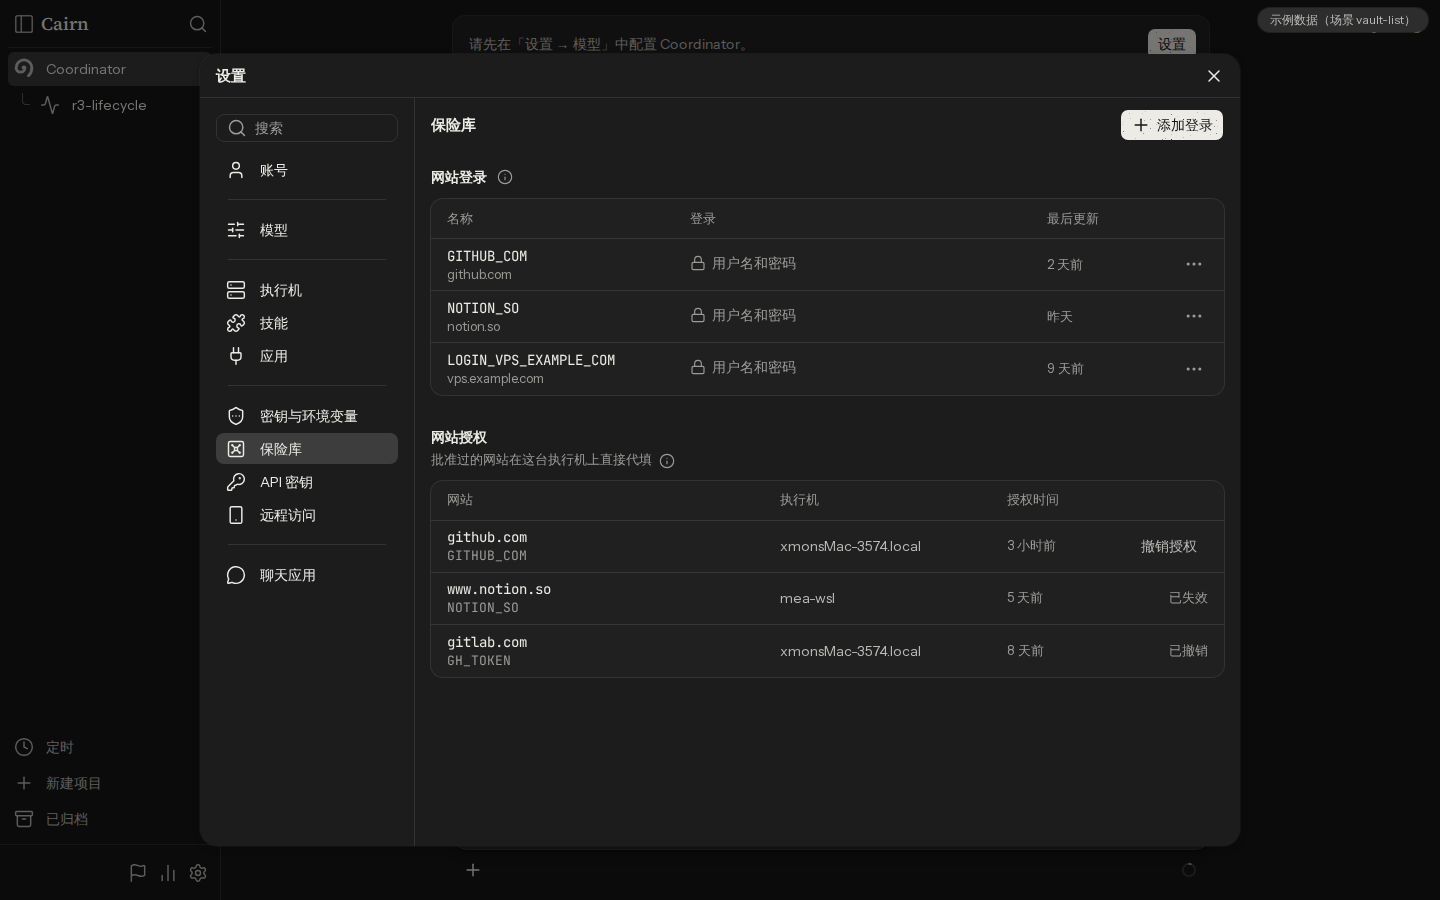 Cairn
示例数据（场景 vault-list）
请先在「设置 → 模型」中配置 Coordinator。
设置
Coordinator
r3-lifecycle
设置
搜索
账号
模型
执行机
技能
应用
密钥与环境变量
保险库
API 密钥
远程访问
聊天应用
保险库
添加登录
网站登录
名称 登录 最后更新
GITHUB_COM
github.com
用户名和密码
2 天前
NOTION_SO
notion.so
用户名和密码
昨天
LOGIN_VPS_EXAMPLE_COM
vps.example.com
用户名和密码
9 天前
网站授权
批准过的网站在这台执行机上直接代填
网站 执行机 授权时间
github.com
GITHUB_COM
xmonsMac-3574.local
3 小时前
撤销授权
www.notion.so
NOTION_SO
mea-wsl
5 天前
已失效
gitlab.com
GH_TOKEN
xmonsMac-3574.local
8 天前
已撤销
定时
新建项目
已归档